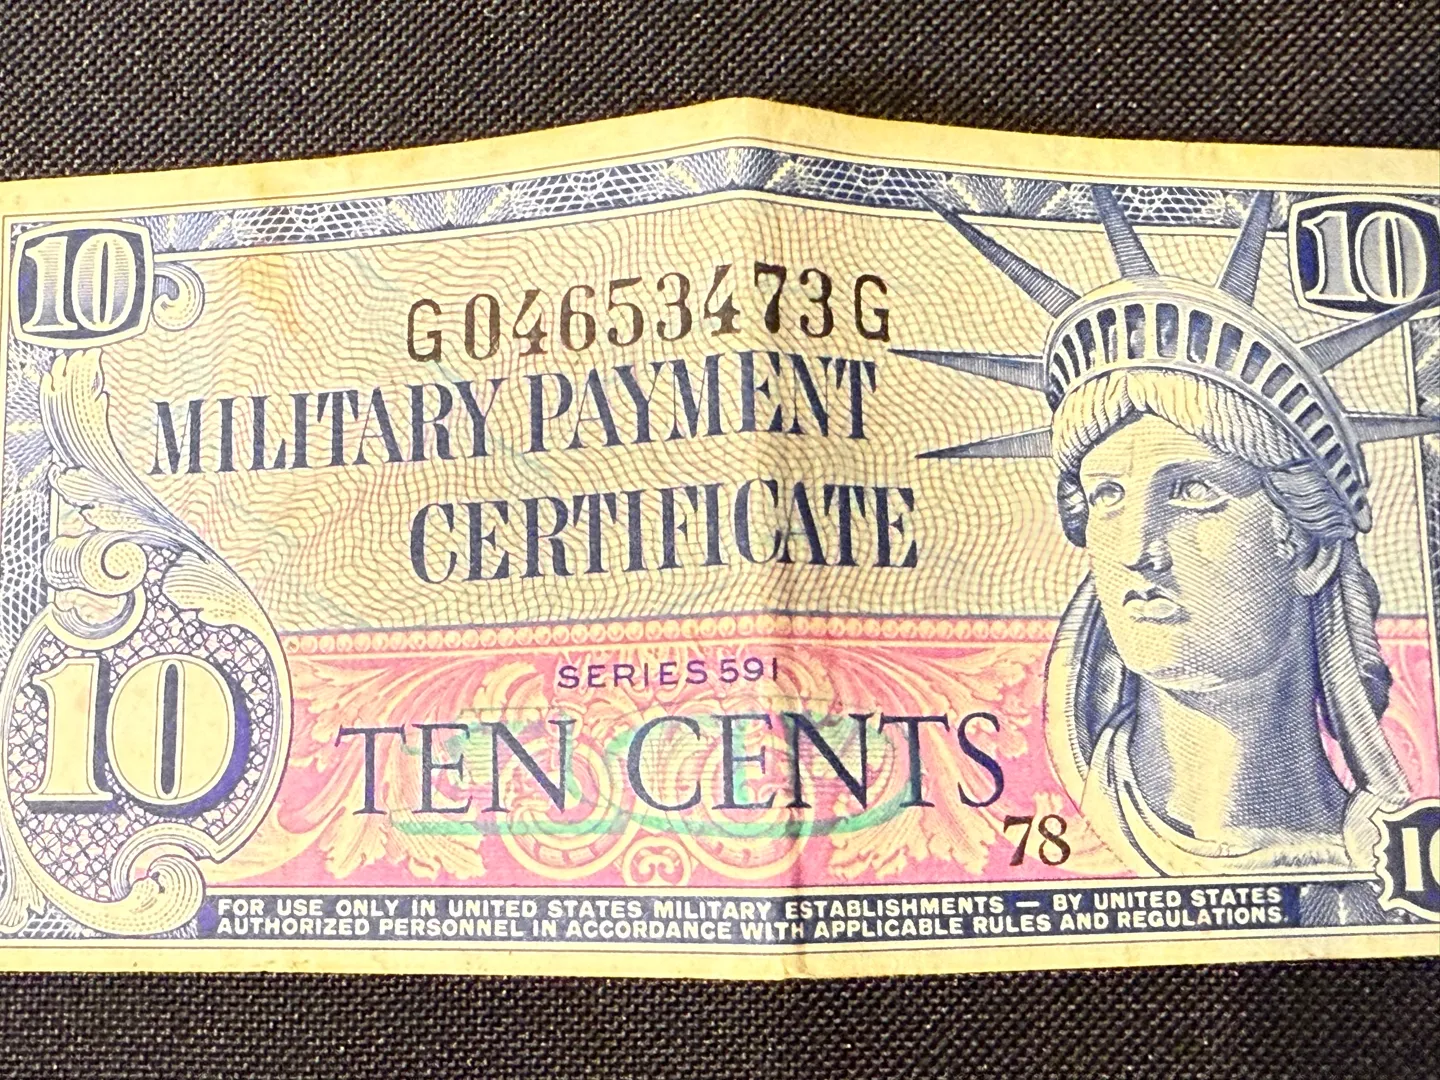 10
10
G04653473G
MILITARY PAYMENT
CERTIFICATE
SERIES 591
10
TEN CENTS
78
10
FOR USE ONLY IN UNITED STATES MILITARY ESTABLISHMENTS — BY UNITED STATES
AUTHORIZED PERSONNEL IN ACCORDANCE WITH APPLICABLE RULES AND REGULATIONS.